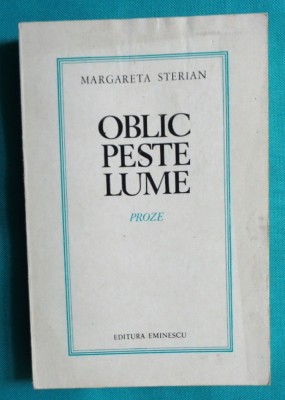 MARGARETA STERIAN
OBLIC
PESTE
LUME
PROZE
EDITURA EMINESCU